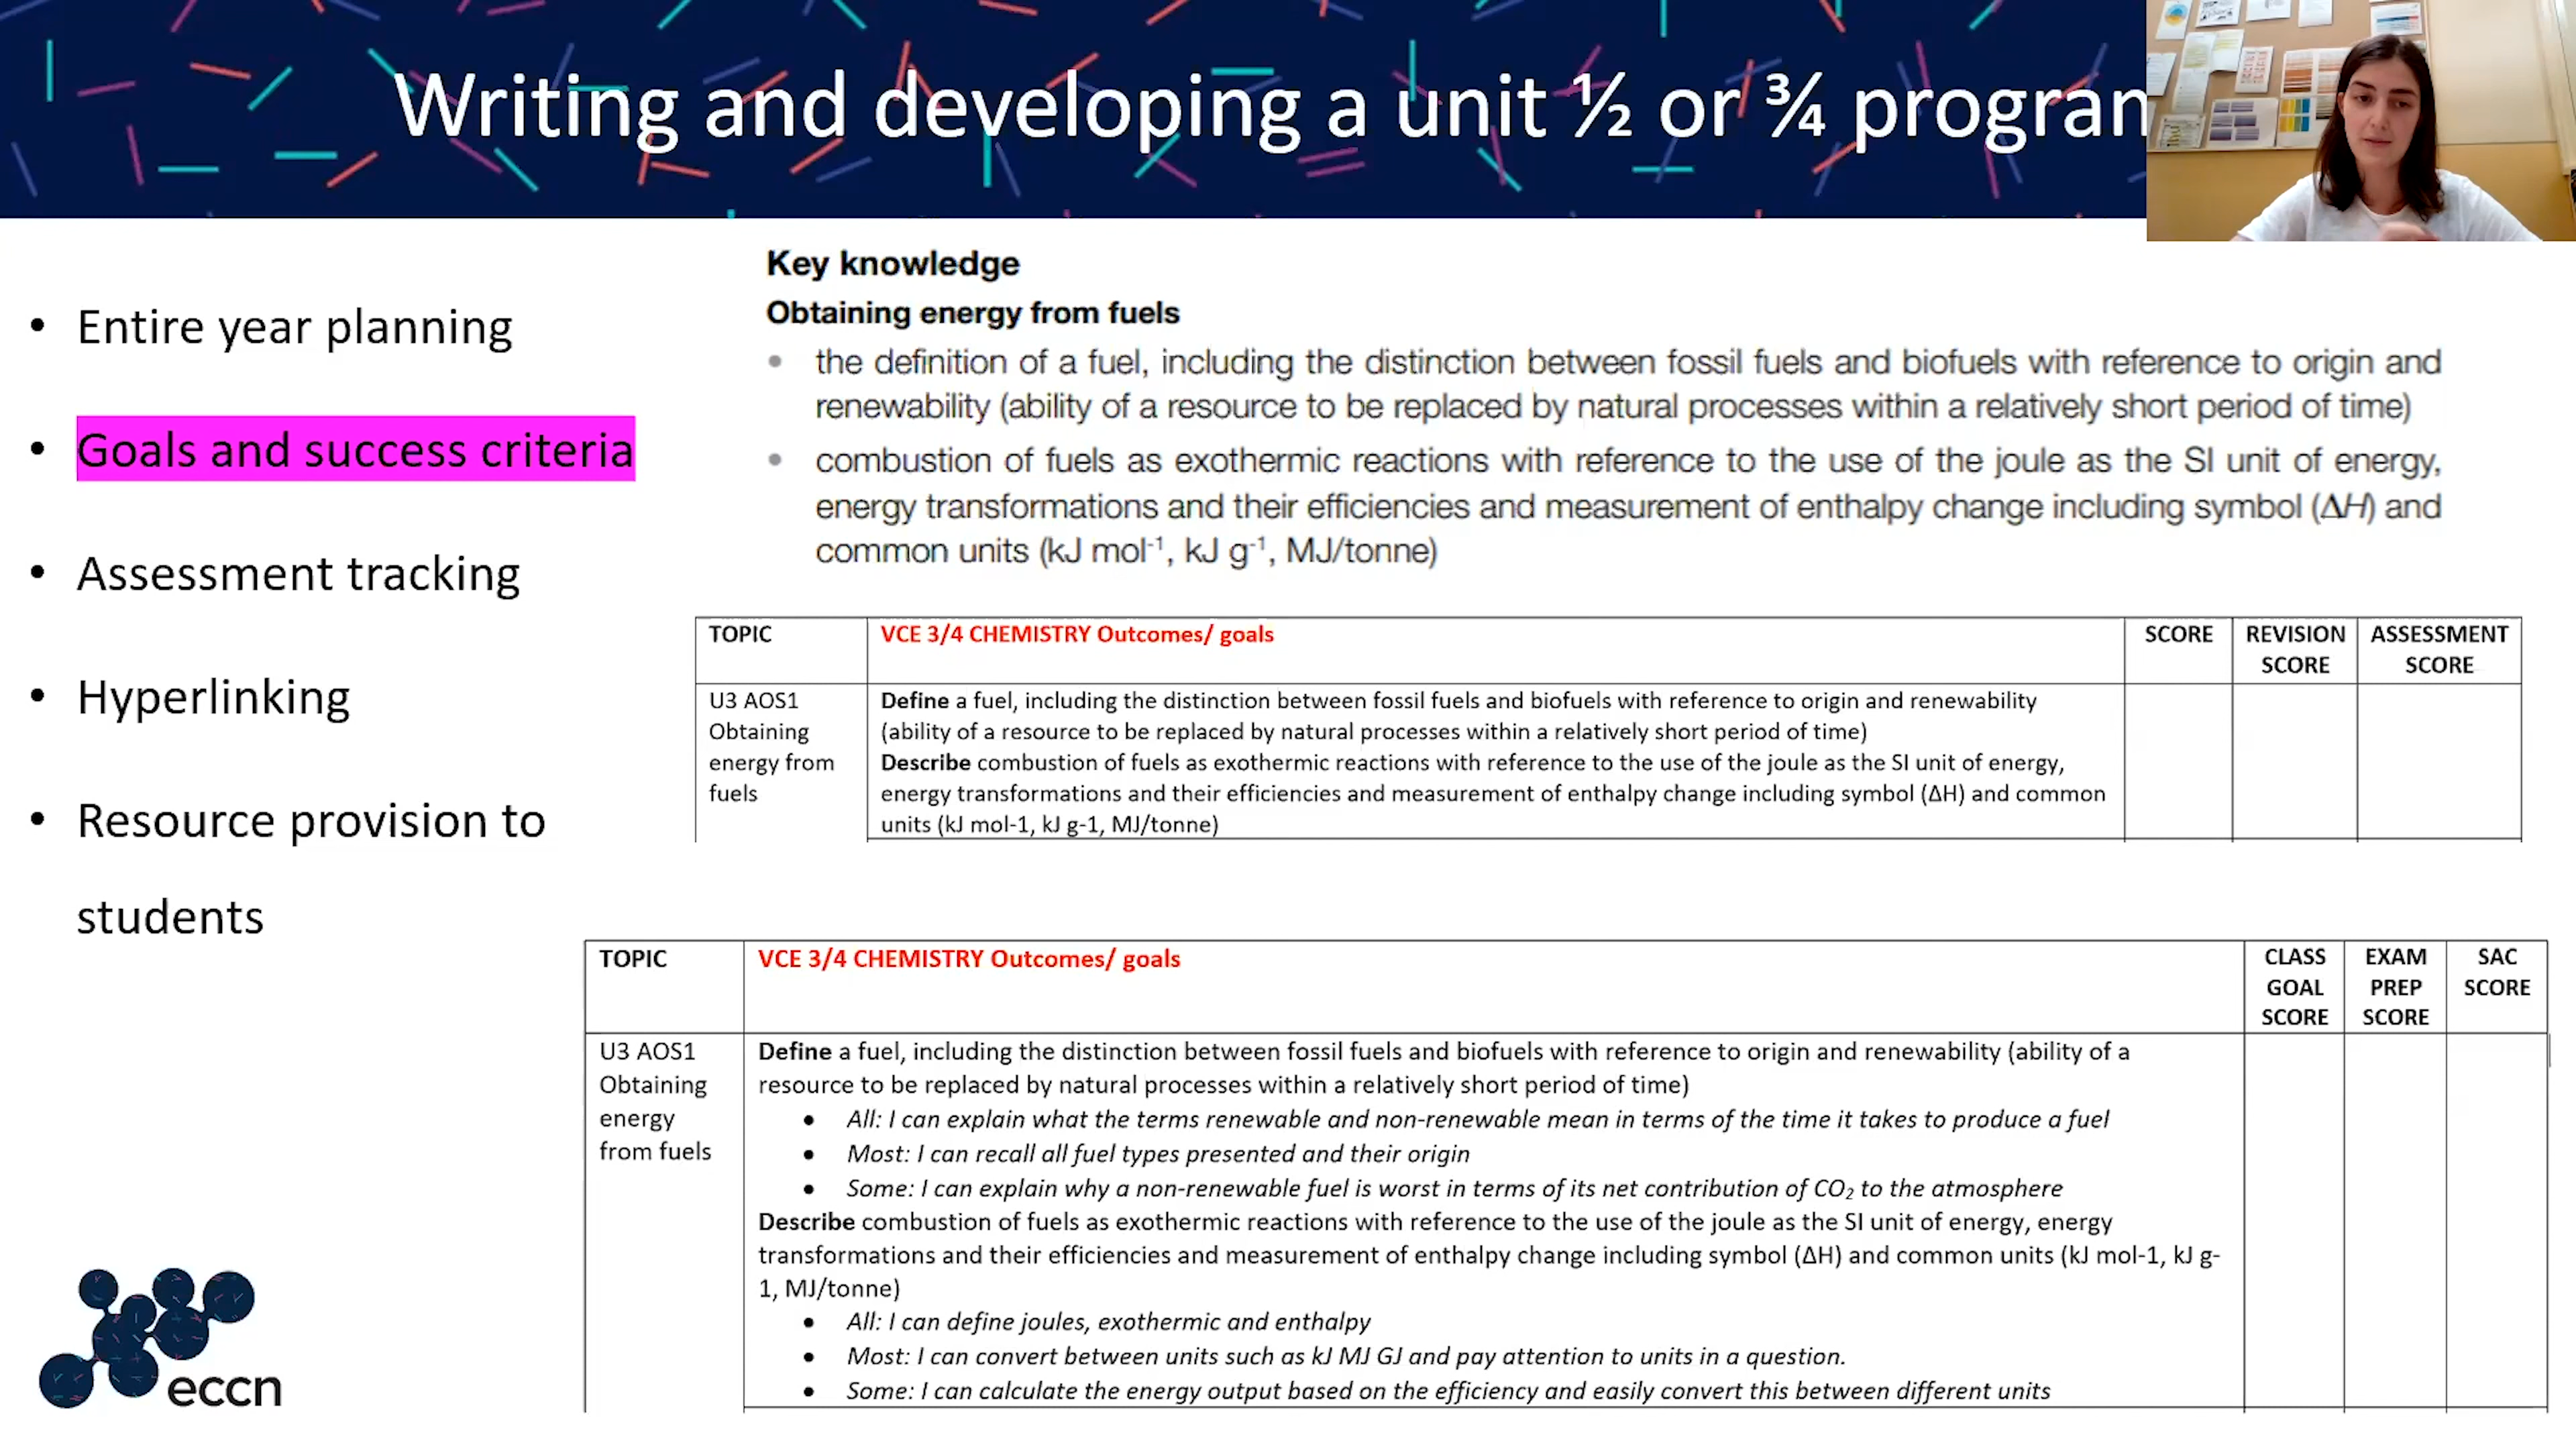 Writing and developing a unit ½ or ¾ program
• Entire year planning
• Goals and success criteria
• Assessment tracking
• Hyperlinking
• Resource provision to
students
Key knowledge
Obtaining energy from fuels
• the definition of a fuel, including the distinction between fossil fuels and biofuels with reference to origin and
renewability (ability of a resource to be replaced by natural processes within a relatively short period of time)
• combustion of fuels as exothermic reactions with reference to the use of the joule as the SI unit of energy,
energy transformations and their efficiencies and measurement of enthalpy change including symbol (ΔH) and
common units (kJ mol⁻¹, kJ g⁻¹, MJ/tonne)
TOPIC
VCE 3/4 CHEMISTRY Outcomes/ goals
SCORE
REVISION
SCORE
ASSESSMENT
SCORE
U3 AOS1
Obtaining
energy from
fuels
Define a fuel, including the distinction between fossil fuels and biofuels with reference to origin and renewability
(ability of a resource to be replaced by natural processes within a relatively short period of time)
Describe combustion of fuels as exothermic reactions with reference to the use of the joule as the SI unit of energy,
energy transformations and their efficiencies and measurement of enthalpy change including symbol (ΔH) and common
units (kJ mol-1, kJ g-1, MJ/tonne)
TOPIC
VCE 3/4 CHEMISTRY Outcomes/ goals
CLASS
GOAL
SCORE
EXAM
PREP
SCORE
SAC
SCORE
U3 AOS1
Obtaining
energy
from fuels
Define a fuel, including the distinction between fossil fuels and biofuels with reference to origin and renewability (ability of a
resource to be replaced by natural processes within a relatively short period of time)
• All: I can explain what the terms renewable and non-renewable mean in terms of the time it takes to produce a fuel
• Most: I can recall all fuel types presented and their origin
• Some: I can explain why a non-renewable fuel is worst in terms of its net contribution of CO₂ to the atmosphere
Describe combustion of fuels as exothermic reactions with reference to the use of the joule as the SI unit of energy, energy
transformations and their efficiencies and measurement of enthalpy change including symbol (ΔH) and common units (kJ mol-1, kJ g-
1, MJ/tonne)
• All: I can define joules, exothermic and enthalpy
• Most: I can convert between units such as kJ MJ GJ and pay attention to units in a question.
• Some: I can calculate the energy output based on the efficiency and easily convert this between different units
eccn